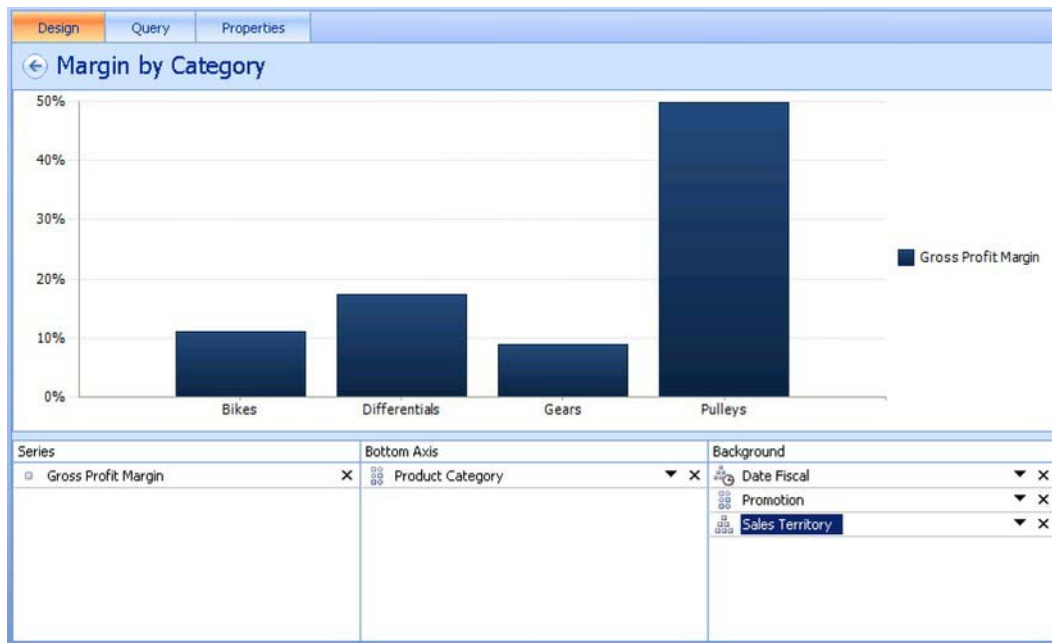 Design Query Properties
Margin by Category
50%
40%
30%
20%
10%
0%
Bikes Differentials Gears Pulleys
Gross Profit Margin
Series Bottom Axis Background
Gross Profit Margin Product Category Date Fiscal
Promotion
Sales Territory